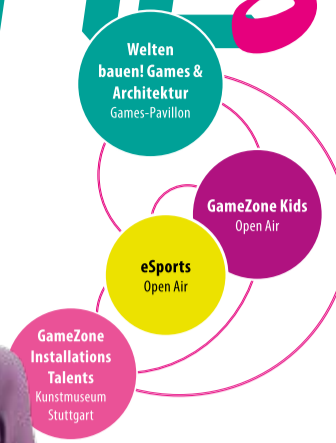 Welten
bauen! Games &
Architektur
Games-Pavillon
GameZone Kids
Open Air
eSports
Open Air
GameZone
Installations
Talents
Kunstmuseum
Stuttgart